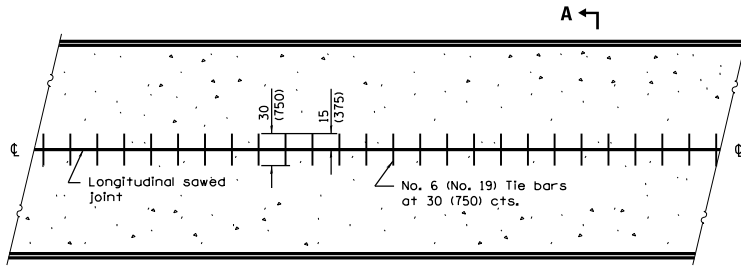 A
30
(750)
15
(375)
℄
℄
Longitudinal sawed
joint
No. 6 (No. 19) Tie bars
at 30 (750) cts.